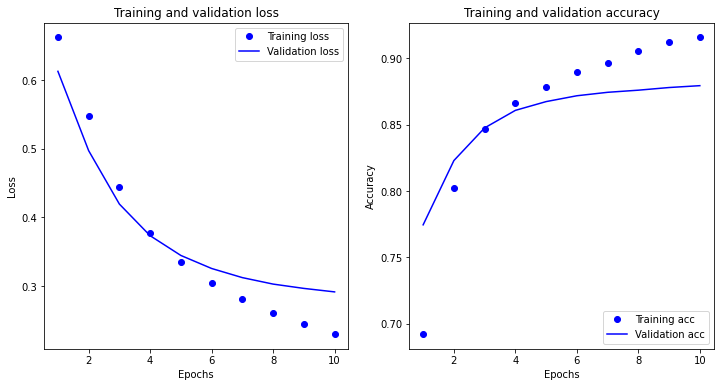 Training and validation loss
Training loss
Validation loss
0.6
0.5
0.4
0.3
Loss
2
4
6
8
10
Epochs
Training and validation accuracy
0.90
0.85
0.80
0.75
0.70
Accuracy
Training acc
Validation acc
2
4
6
8
10
Epochs